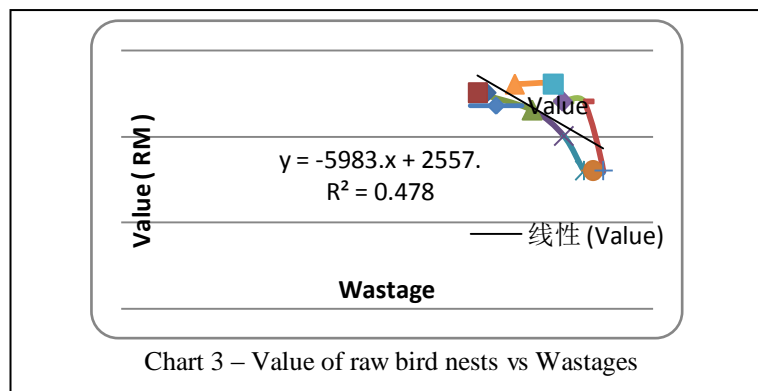 Value
Value ( RM )
y = -5983.x + 2557.
R² = 0.478
线性 (Value)
Wastage
Chart 3 – Value of raw bird nests vs Wastages